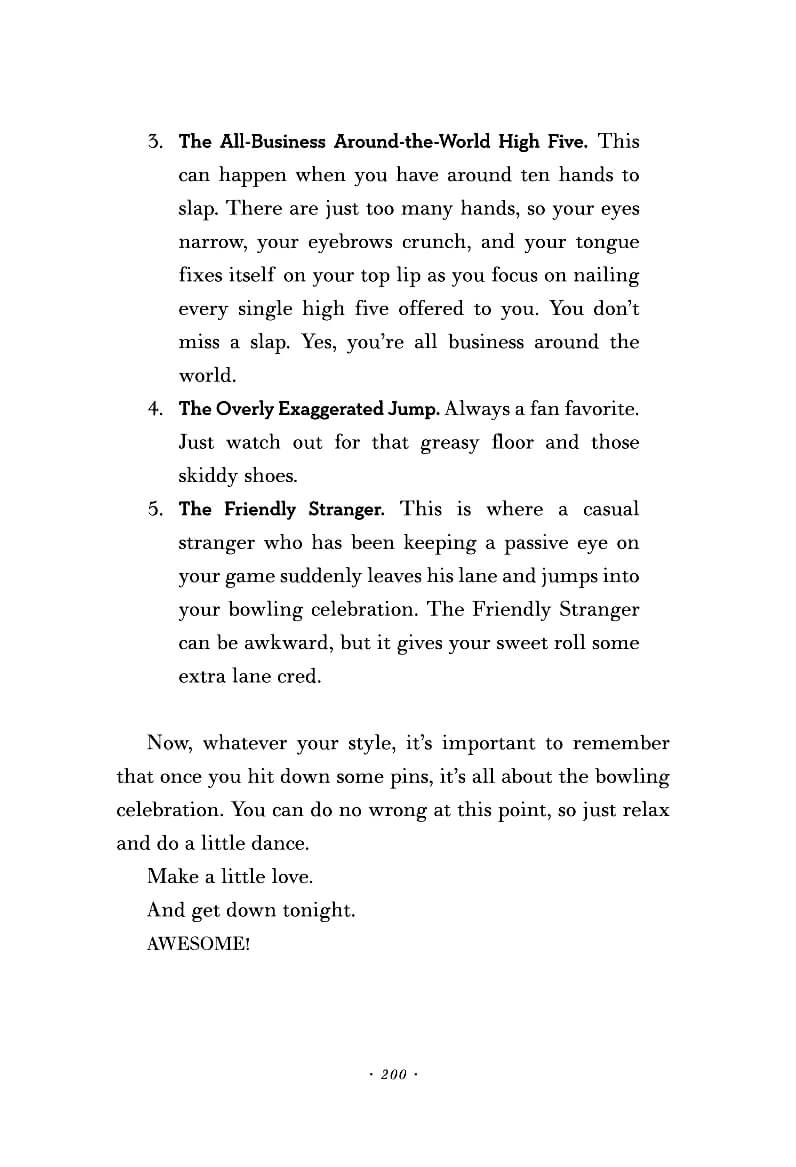 3. The All-Business Around-the-World High Five. This
can happen when you have around ten hands to
slap. There are just too many hands, so your eyes
narrow, your eyebrows crunch, and your tongue
fixes itself on your top lip as you focus on nailing
every single high five offered to you. You don’t
miss a slap. Yes, you’re all business around the
world.
4. The Overly Exaggerated Jump. Always a fan favorite.
Just watch out for that greasy floor and those
skiddy shoes.
5. The Friendly Stranger. This is where a casual
stranger who has been keeping a passive eye on
your game suddenly leaves his lane and jumps into
your bowling celebration. The Friendly Stranger
can be awkward, but it gives your sweet roll some
extra lane cred.
Now, whatever your style, it’s important to remember
that once you hit down some pins, it’s all about the bowling
celebration. You can do no wrong at this point, so just relax
and do a little dance.
Make a little love.
And get down tonight.
AWESOME!
· 200 ·